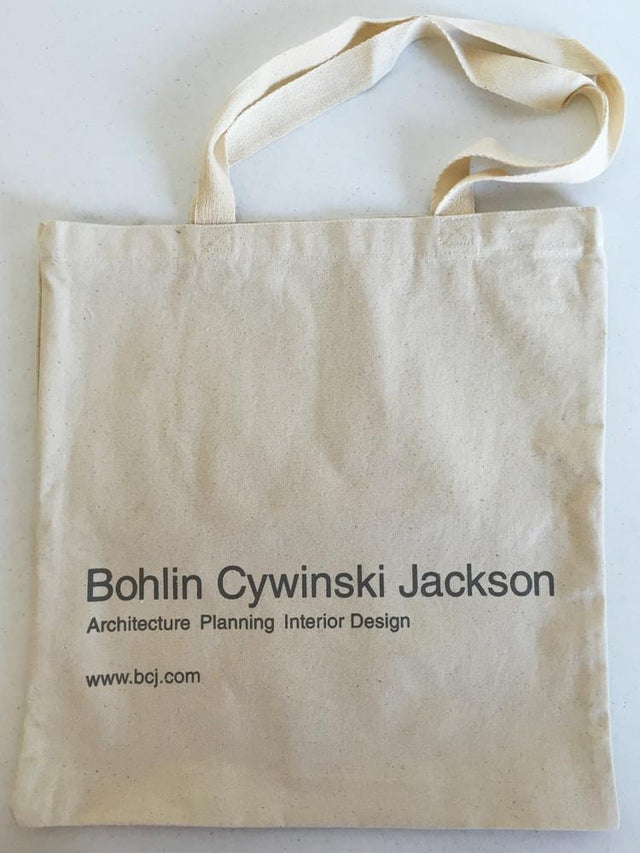 Bohlin Cywinski Jackson
Architecture Planning Interior Design
www.bcj.com